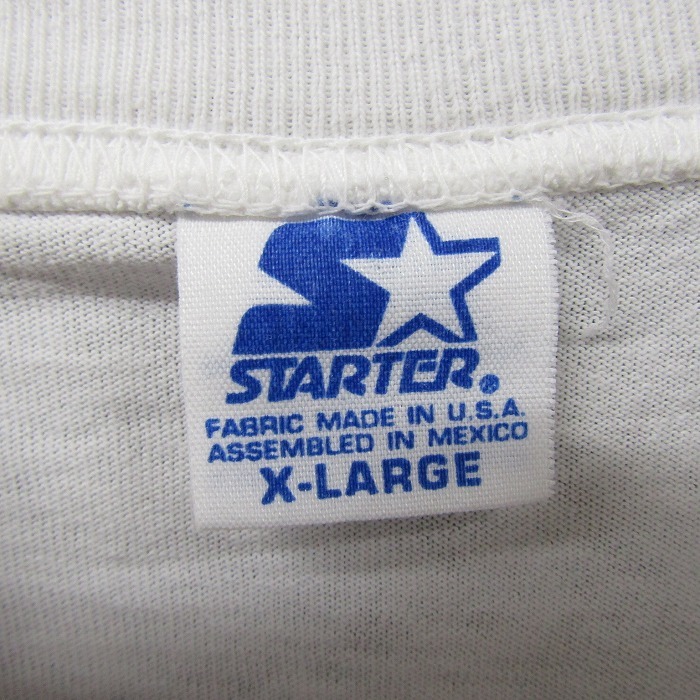 STARTER®
FABRIC MADE IN U.S.A.
ASSEMBLED IN MEXICO
X-LARGE